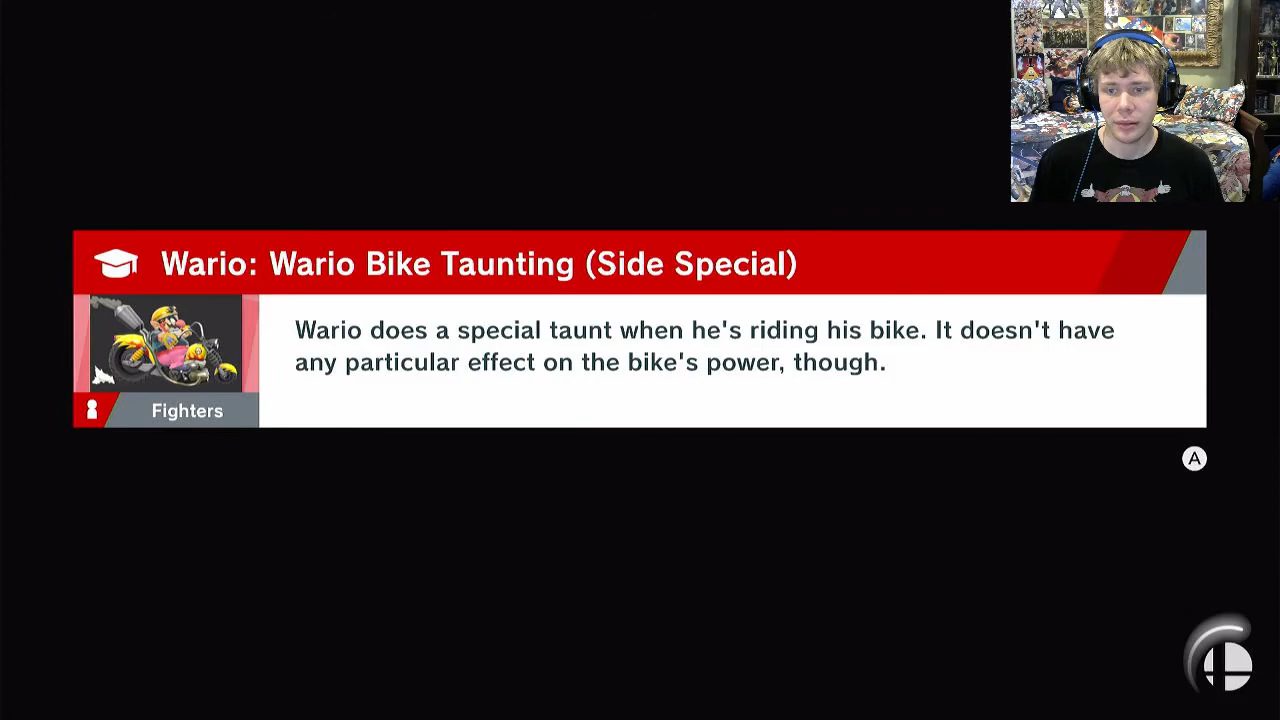 Wario: Wario Bike Taunting (Side Special)
Wario does a special taunt when he's riding his bike. It doesn't have
any particular effect on the bike's power, though.
Fighters
A